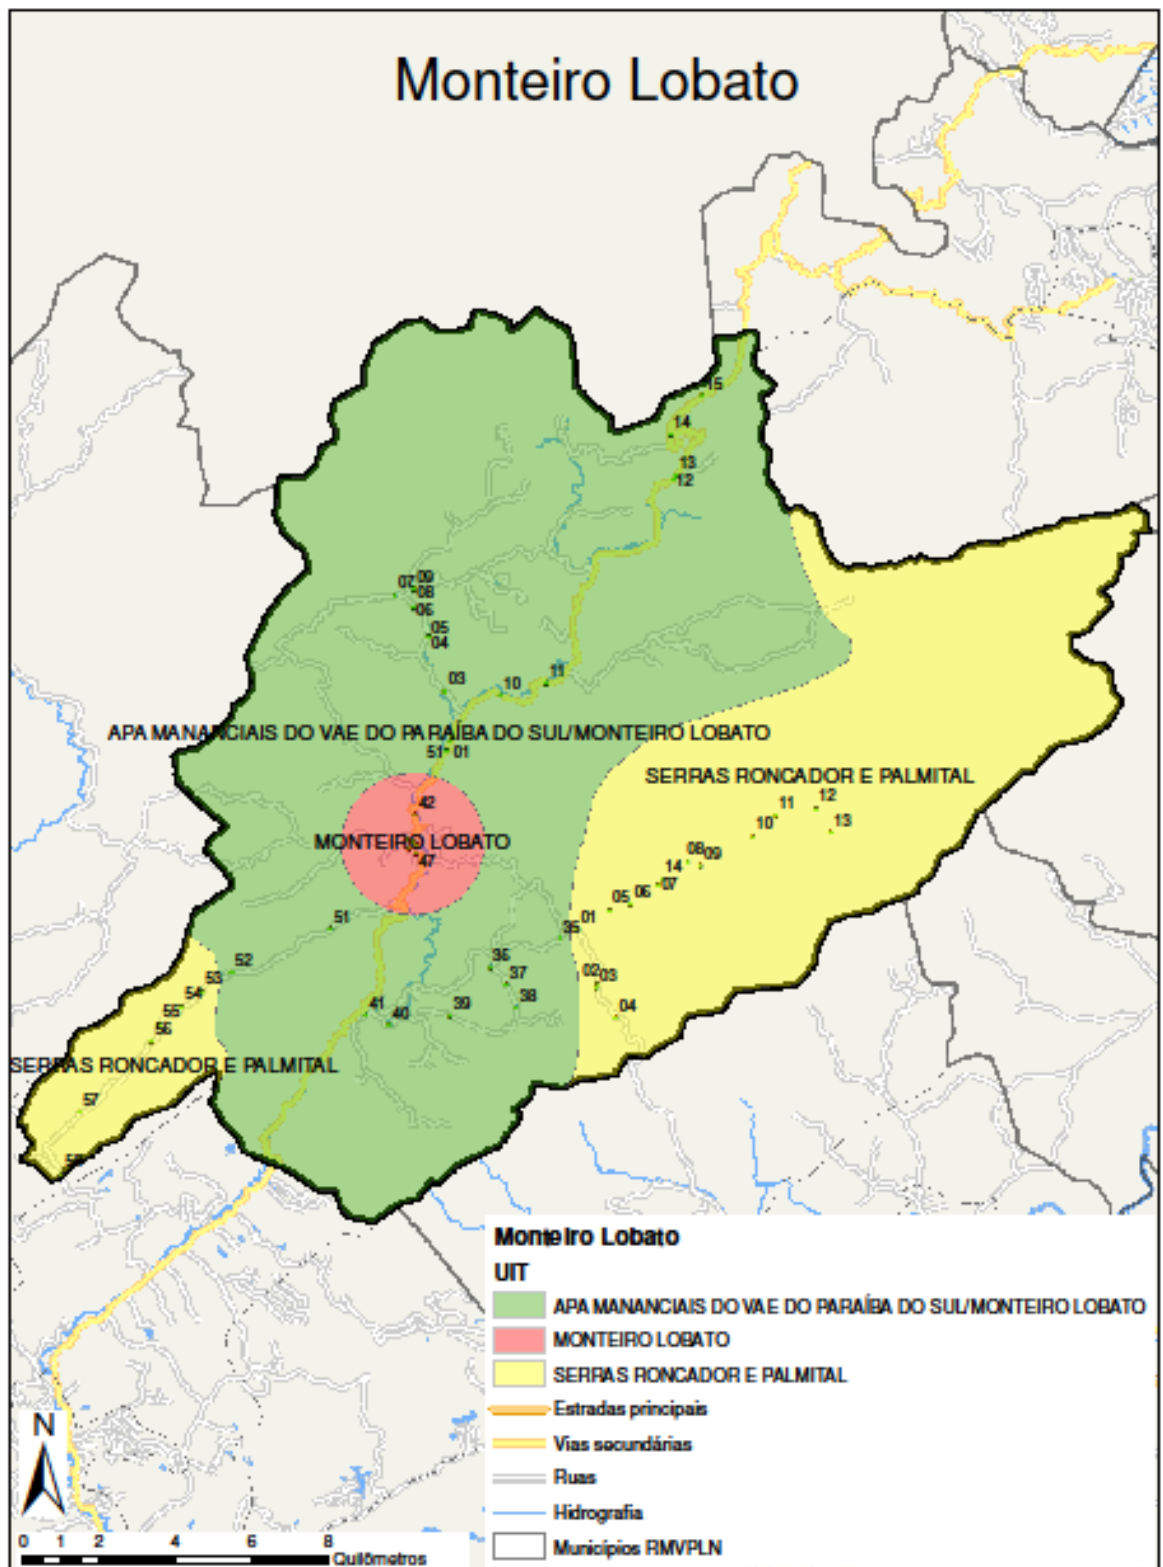 Monteiro Lobato
15
14
13
12
07 09
08
06
05
04
03
10
11
APA MANANCIAIS DO VAE DO PARAÍBA DO SUL/MONTEIRO LOBATO
51 01
SERRAS RONCADOR E PALMITAL
42
12
11
13
10
MONTEIRO LOBATO
47
08
09
14
07
06
05
01
51
35
52
36
53
37
02
03
54
38
39
04
55
41
40
56
SERRAS RONCADOR E PALMITAL
57
58
Monteiro Lobato
UIT
APA MANANCIAIS DO VAE DO PARAÍBA DO SUL/MONTEIRO LOBATO
MONTEIRO LOBATO
SERRAS RONCADOR E PALMITAL
Estradas principais
Vias secundárias
Ruas
Hidrografia
Municípios RMVPLN
N
0 1 2 4 6 8
Quilômetros